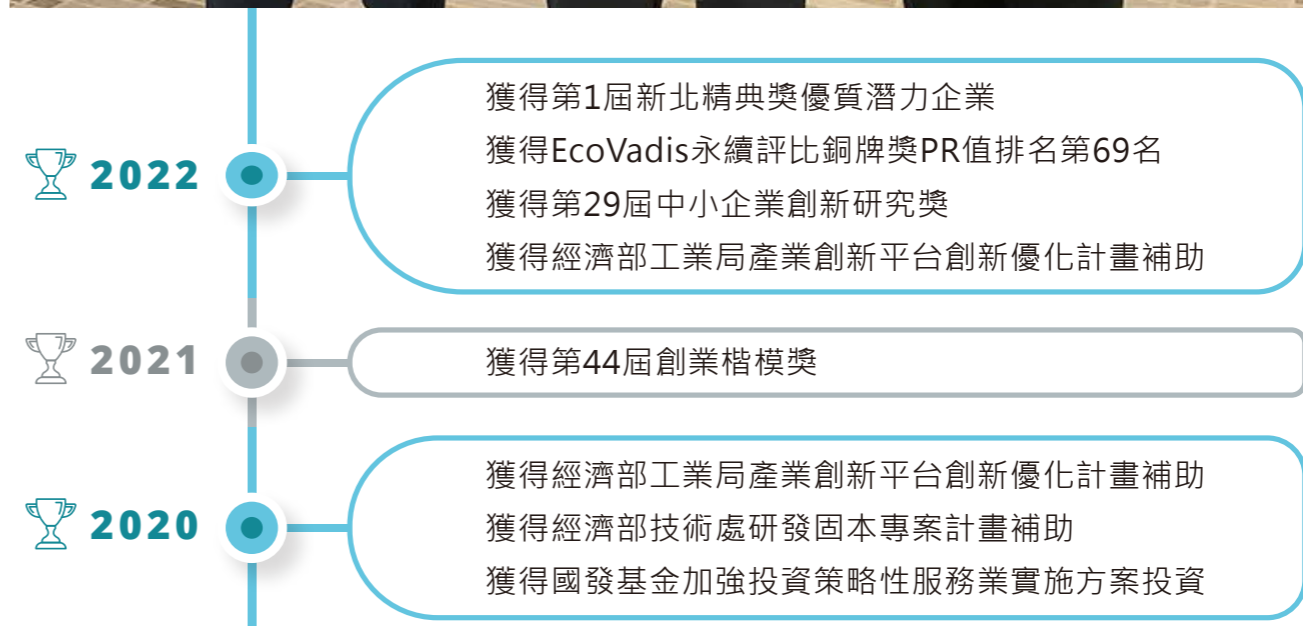 2022
獲得第1屆新北精典獎優質潛力企業
獲得EcoVadis永續評比銅牌獎PR值排名第69名
獲得第29屆中小企業創新研究獎
獲得經濟部工業局產業創新平台創新優化計畫補助
2021
獲得第44屆創業楷模獎
2020
獲得經濟部工業局產業創新平台創新優化計畫補助
獲得經濟部技術處研發固本專案計畫補助
獲得國發基金加強投資策略性服務業實施方案投資